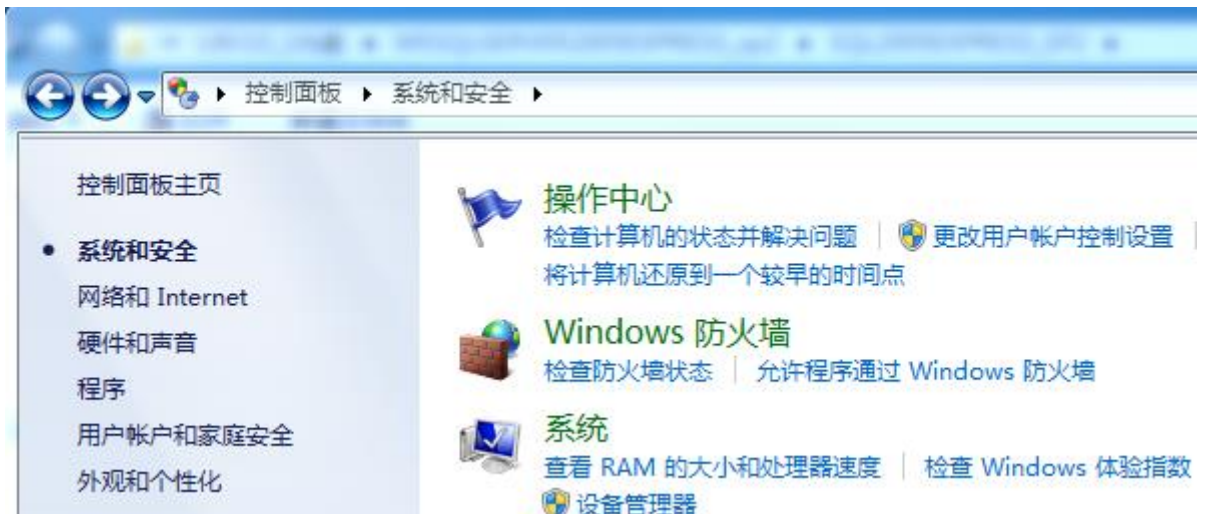 控制面板 系统和安全
控制面板主页
系统和安全
网络和 Internet
硬件和声音
程序
用户帐户和家庭安全
外观和个性化
操作中心
检查计算机的状态并解决问题 更改用户帐户控制设置
将计算机还原到一个较早的时间点
Windows 防火墙
检查防火墙状态 允许程序通过 Windows 防火墙
系统
查看 RAM 的大小和处理器速度 检查 Windows 体验指数
设备管理器